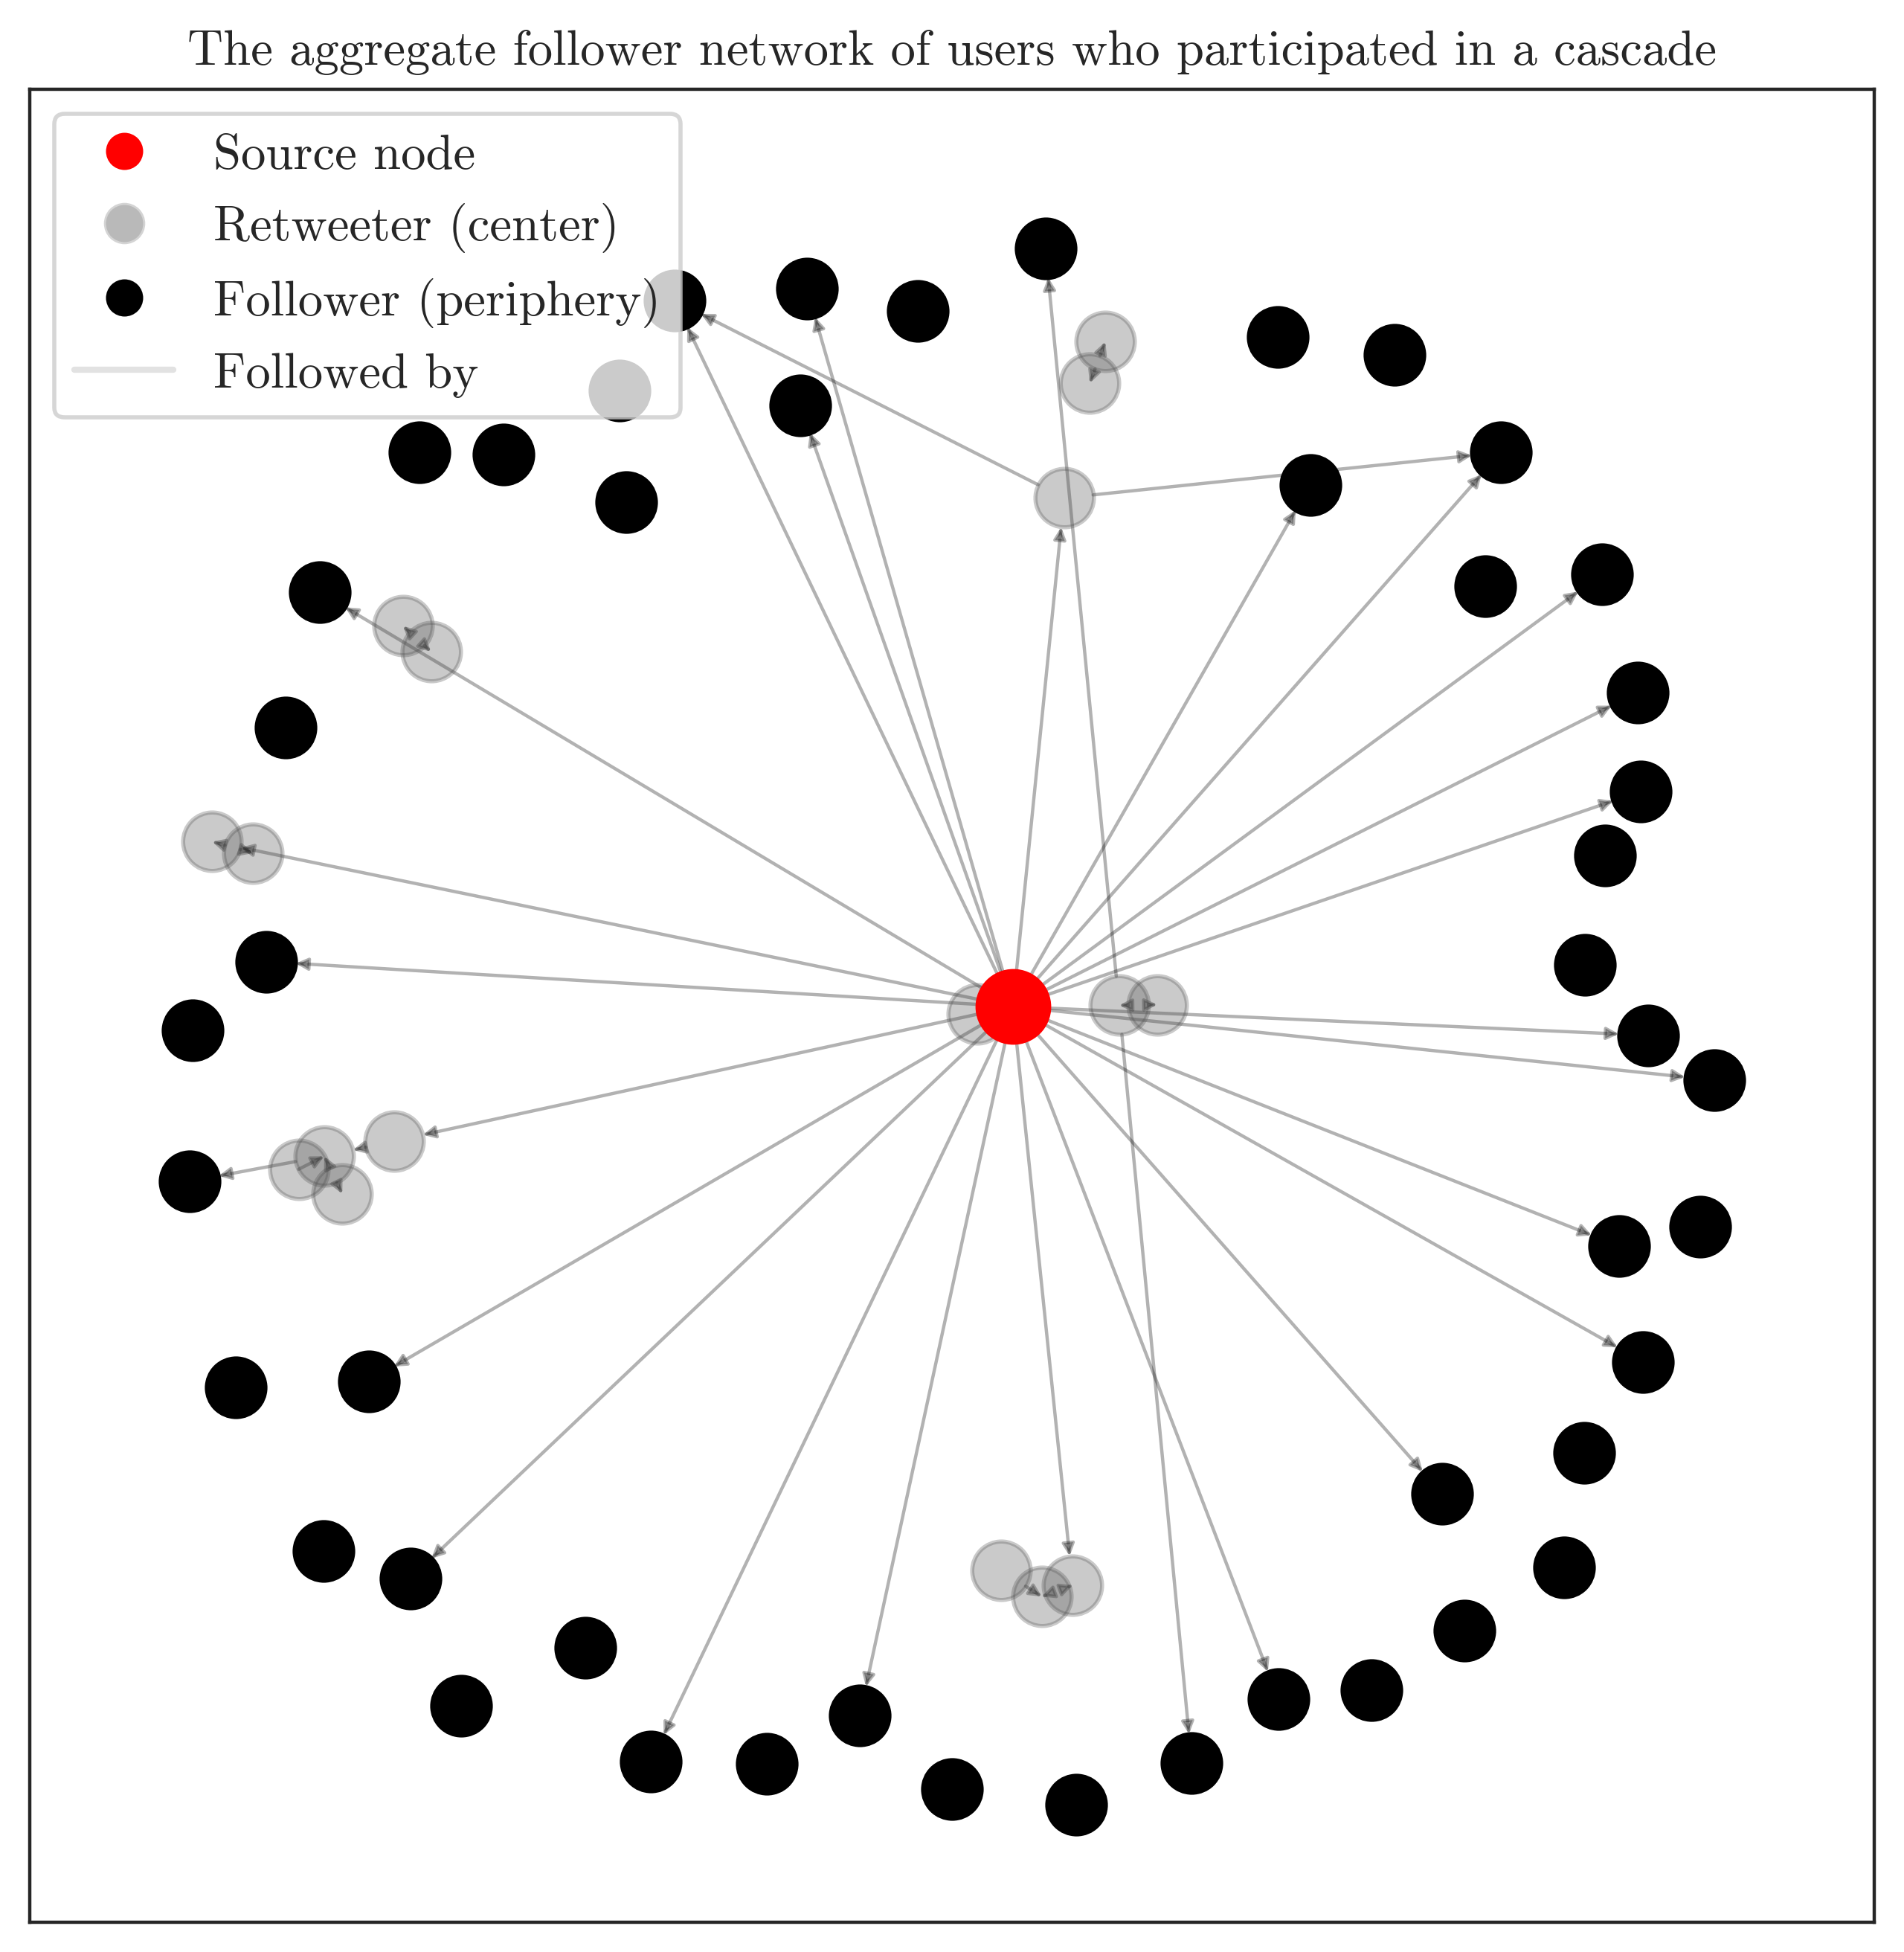 The aggregate follower network of users who participated in a cascade
Source node
Retweeter (center)
Follower (periphery)
Followed by